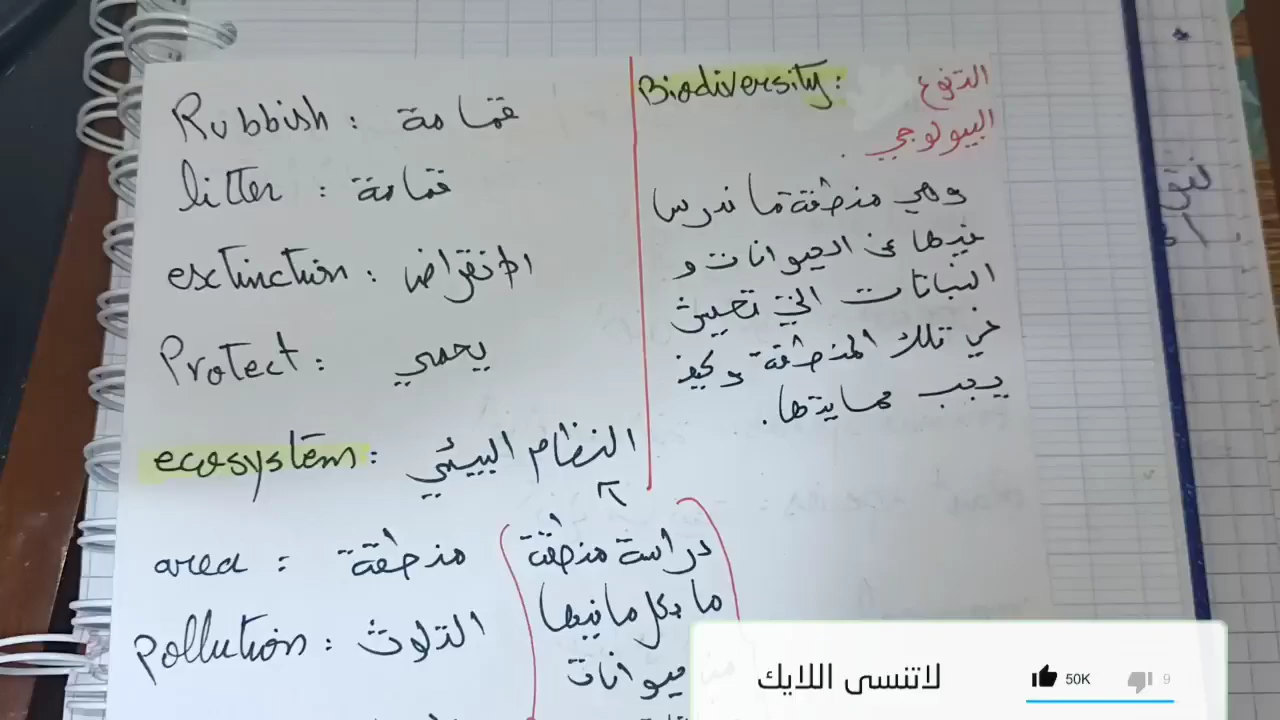 Rubbish : قمامة
litter : قمامة
extinction : الانقراض
Protect : يحمي
ecosystem : النظام البيئي
area : منطقة
pollution : التلوث
دراسة منطقة
ما بكل ما فيها
من حيوانات
Biodiversity : التنوع
البيولوجي .
وهي منطقة ما ندرس
فيها عن الحيوانات و
النباتات التي تعيش
في تلك المنطقة وكيف
يجب حمايتها .
لاتنسى اللايك
50K
9